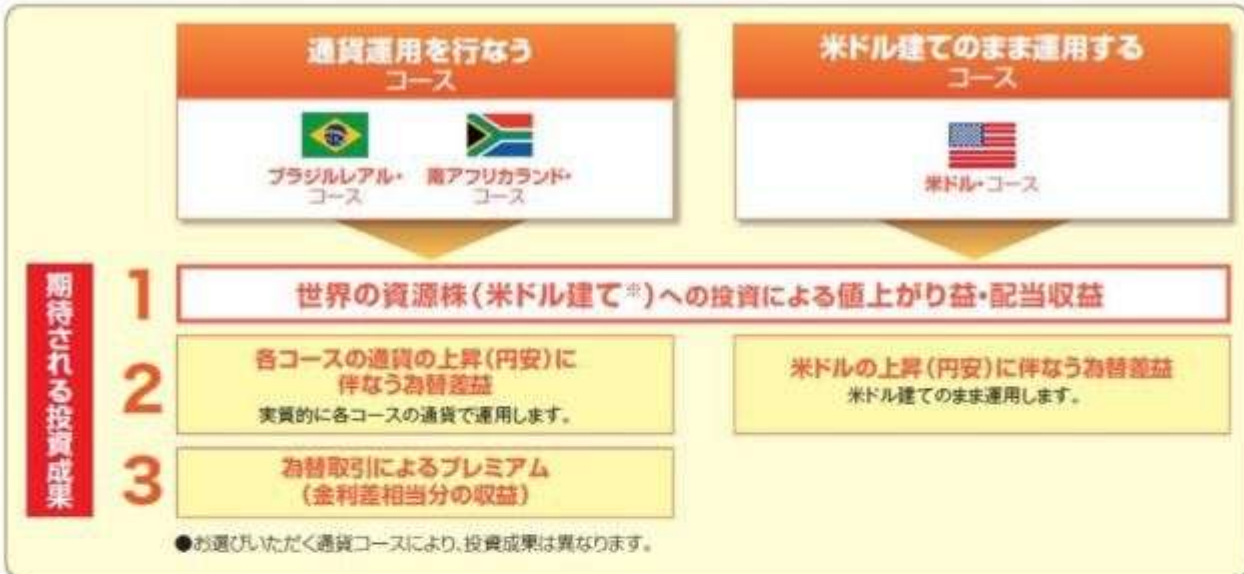 通貨運用を行なう
コース
米ドル建てのまま運用する
コース
ブラジルレアル・
コース
南アフリカランド・
コース
米ドル・コース
期待される投資成果
1
世界の資源株(米ドル建て※)への投資による値上がり益・配当収益
2
各コースの通貨の上昇(円安)に
伴なう為替差益
実質的に各コースの通貨で運用します。
米ドルの上昇(円安)に伴なう為替差益
米ドル建てのまま運用します。
3
為替取引によるプレミアム
(金利差相当分の収益)
●お選びいただく通貨コースにより、投資成果は異なります。